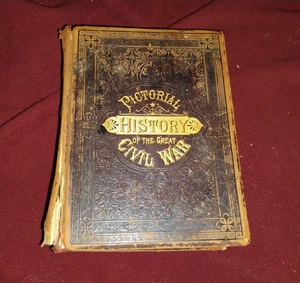 PICTORIAL
HISTORY
OF THE GREAT
CIVIL WAR